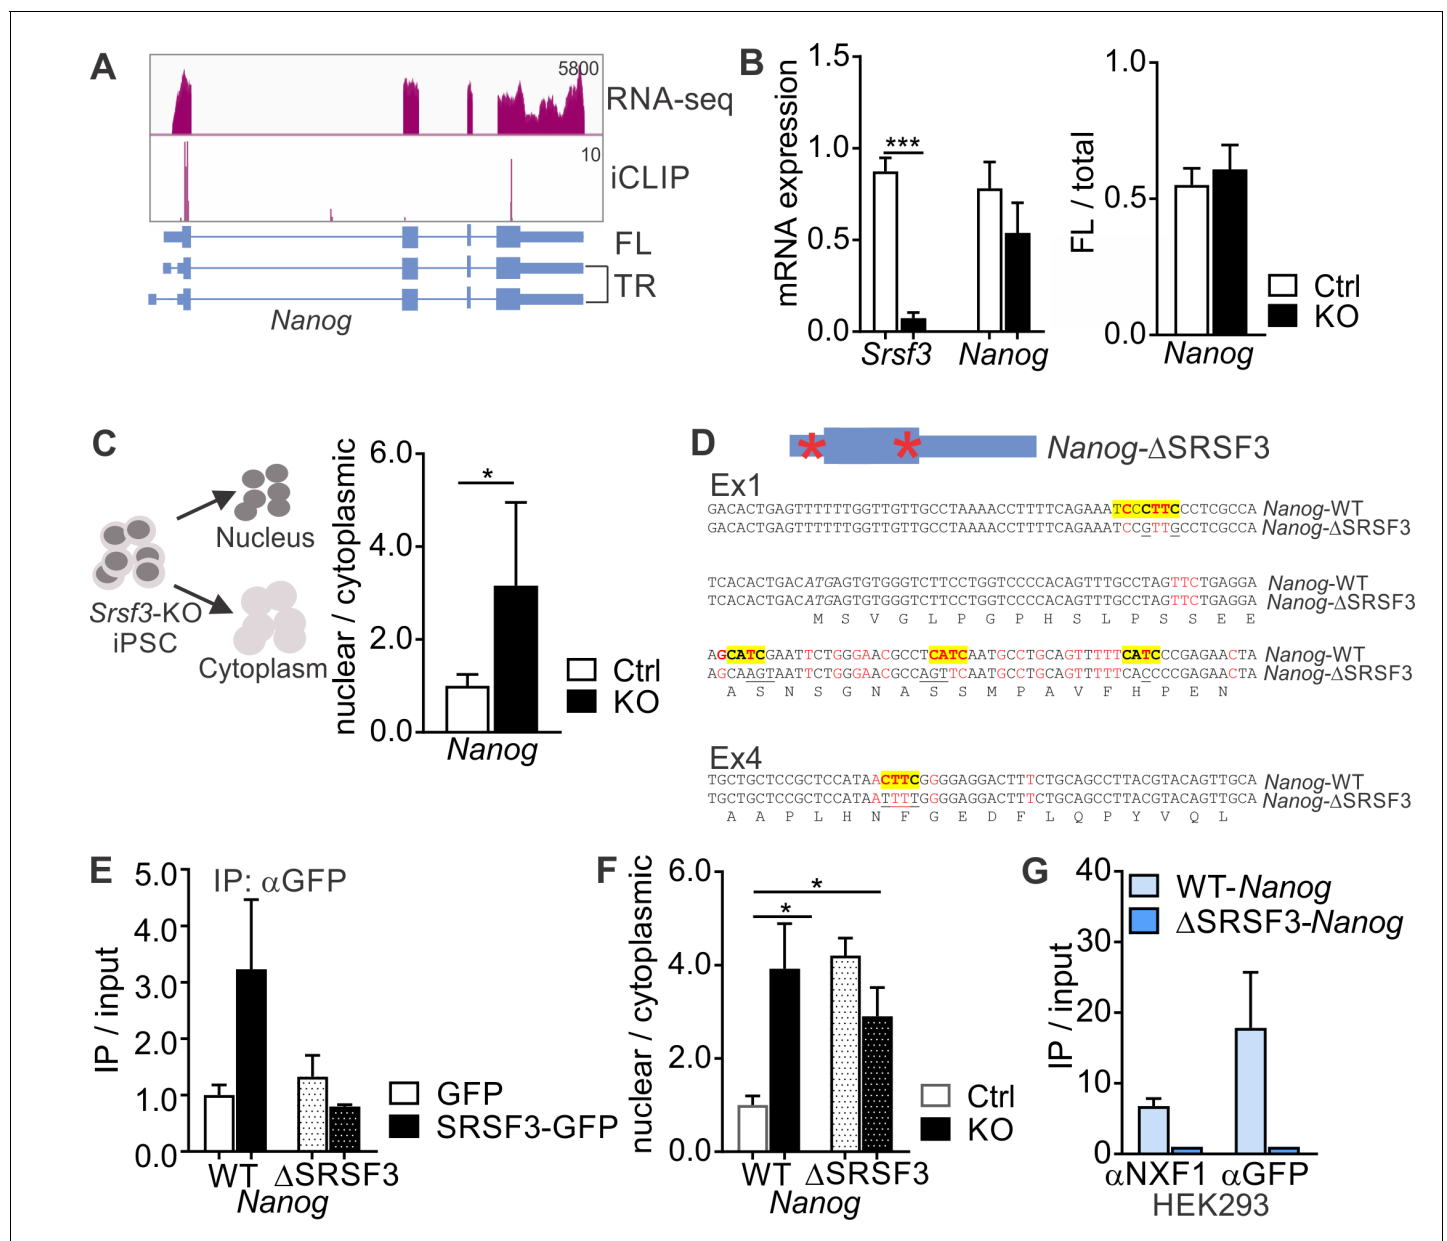 A
5800
RNA-seq
10
iCLIP
FL
TR
Nanog
B
mRNA expression
1.5
1.0
0.5
0.0
***
Srsf3 Nanog
FL / total
1.0
0.5
0.0
Nanog
Ctrl
KO
C
Srsf3-KO
iPSC
Nucleus
Cytoplasm
nuclear / cytoplasmic
6.0
4.0
2.0
0.0
*
Nanog
Ctrl
KO
D
* *
Nanog-ΔSRSF3
Ex1
GACACTGAGTTTTTTGGTTGTTGCCTAAAACCTTTTCAGAAATCCCTTCCCTCGCCA Nanog-WT
GACACTGAGTTTTTTGGTTGTTGCCTAAAACCTTTTCAGAAATCCGTTGCCTCGCCA Nanog-ΔSRSF3
TCACACTGACATGAGTGTGGGTCTTCCTGGTCCCCACAGTTTGCCTAGTTCTGAGGA Nanog-WT
TCACACTGACATGAGTGTGGGTCTTCCTGGTCCCCACAGTTTGCCTAGTTCTGAGGA Nanog-ΔSRSF3
M S V G L P G P H S L P S S E E
AGCATCGAATTCTGGGAACGCCTCATCAATGCCTGCAGTTTTTCATCCCGAGAACTA Nanog-WT
AGCAAGTAATTCTGGGAACGCCAGTTCAATGCCTGCAGTTTTTCACCCCGAGAACTA Nanog-ΔSRSF3
A S N S G N A S S M P A V F H P E N
Ex4
TGCTGCTCCGCTCCATAACTTCGGGGAGGACTTTCTGCAGCCTTACGTACAGTTGCA Nanog-WT
TGCTGCTCCGCTCCATAATTTTGGGGAGGACTTTCTGCAGCCTTACGTACAGTTGCA Nanog-ΔSRSF3
A A P L H N F G E D F L Q P Y V Q L
E
IP: αGFP
IP / input
5.0
4.0
3.0
2.0
1.0
0.0
WT ΔSRSF3
Nanog
GFP
SRSF3-GFP
F
nuclear / cytoplasmic
6.0
4.0
2.0
0.0
*
*
WT ΔSRSF3
Nanog
Ctrl
KO
G
IP / input
40
30
20
10
0
WT-Nanog
ΔSRSF3-Nanog
αNXF1 αGFP
HEK293